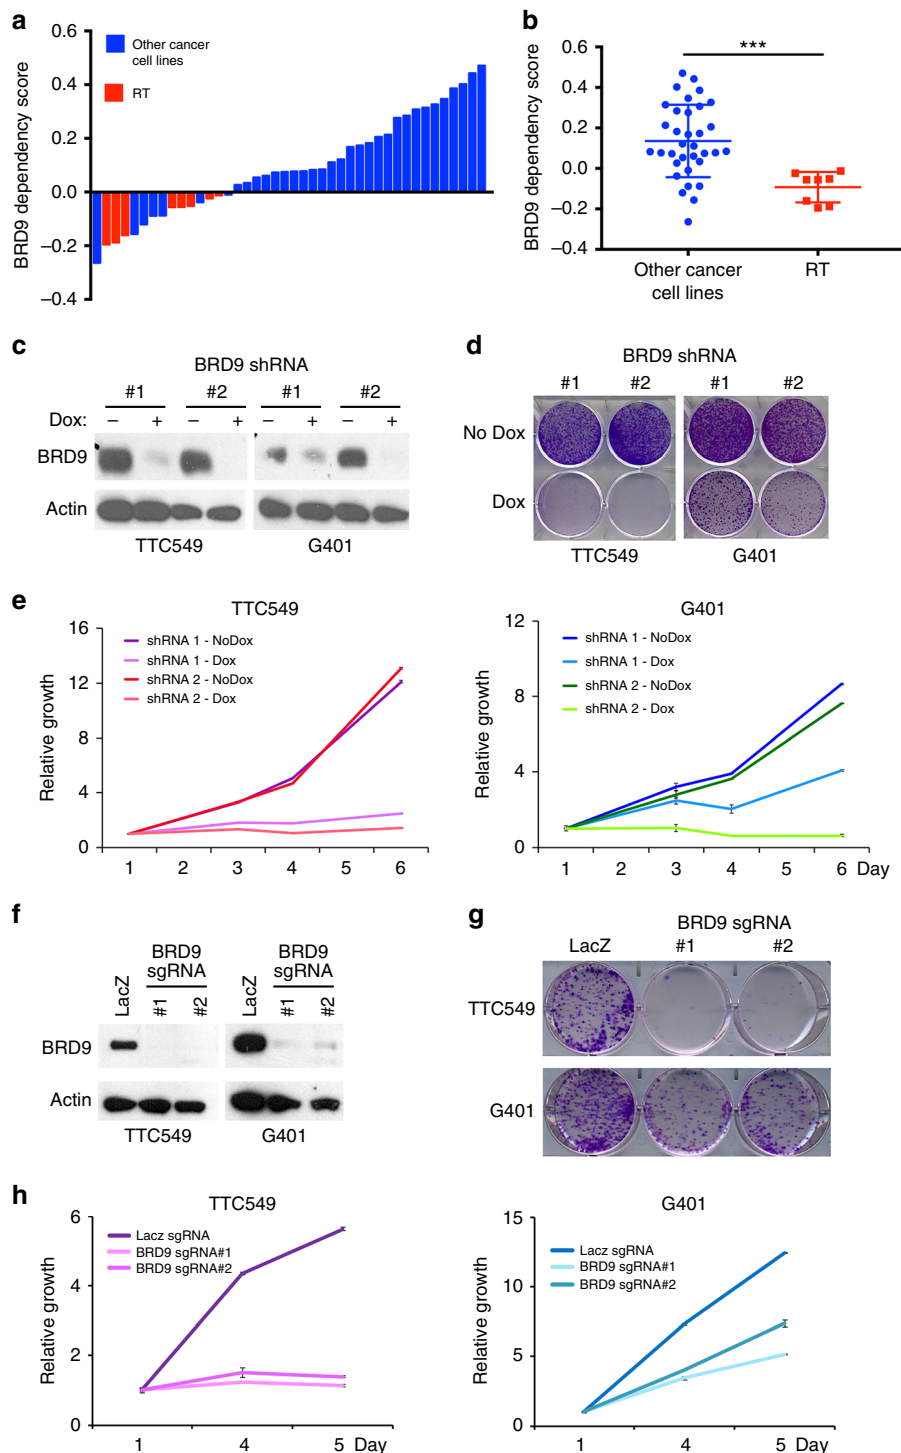 a
0.6
0.4
0.2
0.0
–0.2
–0.4
BRD9 dependency score
Other cancer
cell lines
RT
b
0.6
0.4
0.2
0.0
–0.2
–0.4
BRD9 dependency score
***
Other cancer
cell lines
RT
c
BRD9 shRNA
#1 #2 #1 #2
Dox: – + – + – + – +
BRD9
Actin
TTC549 G401
d
BRD9 shRNA
#1 #2 #1 #2
No Dox
Dox
TTC549 G401
e
TTC549
16
12
8
4
0
Relative growth
shRNA 1 - NoDox
shRNA 1 - Dox
shRNA 2 - NoDox
shRNA 2 - Dox
1 2 3 4 5 6
G401
12
8
4
0
Relative growth
shRNA 1 - NoDox
shRNA 1 - Dox
shRNA 2 - NoDox
shRNA 2 - Dox
1 2 3 4 5 6 Day
f
LacZ
BRD9
sgRNA
#1
#2
LacZ
BRD9
sgRNA
#1
#2
BRD9
Actin
TTC549 G401
g
BRD9 sgRNA
LacZ #1 #2
TTC549
G401
h
TTC549
6
4
2
0
Relative growth
Lacz sgRNA
BRD9 sgRNA#1
BRD9 sgRNA#2
1 4 5 Day
G401
15
10
5
0
Relative growth
Lacz sgRNA
BRD9 sgRNA#1
BRD9 sgRNA#2
1 4 5 Day